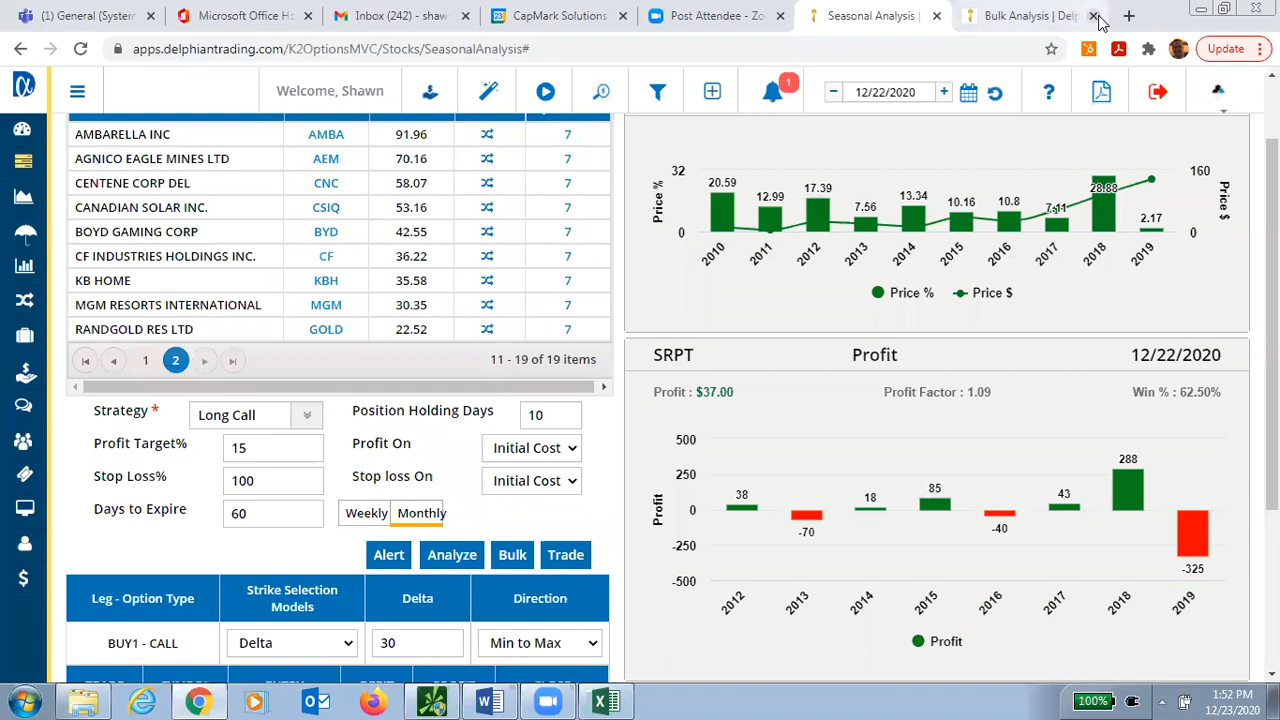 (1) General (System
Microsoft Office H
Inbox (242) - shaw
CapMark Solutions
Post Attendee - Z
Seasonal Analysis |
Bulk Analysis | Delp
apps.delphiantrading.com/K2OptionsMVC/Stocks/SeasonalAnalysis#
Update
Welcome, Shawn
1
12/22/2020
AMBARELLA INC AMBA 91.96 7
AGNICO EAGLE MINES LTD AEM 70.16 7
CENTENE CORP DEL CNC 58.07 7
CANADIAN SOLAR INC. CSIQ 53.16 7
BOYD GAMING CORP BYD 42.55 7
CF INDUSTRIES HOLDINGS INC. CF 36.22 7
KB HOME KBH 35.58 7
MGM RESORTS INTERNATIONAL MGM 30.35 7
RANDGOLD RES LTD GOLD 22.52 7
1 2 11 - 19 of 19 items
Strategy * Long Call Position Holding Days 10
Profit Target% 15 Profit On Initial Cost
Stop Loss% 100 Stop loss On Initial Cost
Days to Expire 60 Weekly Monthly
Alert Analyze Bulk Trade
Leg - Option Type Strike Selection Models Delta Direction
BUY1 - CALL Delta 30 Min to Max
Price %
32
0
20.59 12.99 17.39 7.56 13.34 10.16 10.8 7.11 28.88 2.17
160
0
Price $
2010 2011 2012 2013 2014 2015 2016 2017 2018 2019
Price % Price $
SRPT Profit 12/22/2020
Profit : $37.00 Profit Factor : 1.09 Win % : 62.50%
Profit
500
250
0
-250
-500
38 -70 18 85 -40 43 288 -325
2012 2013 2014 2015 2016 2017 2018 2019
Profit
100%
1:52 PM
12/23/2020